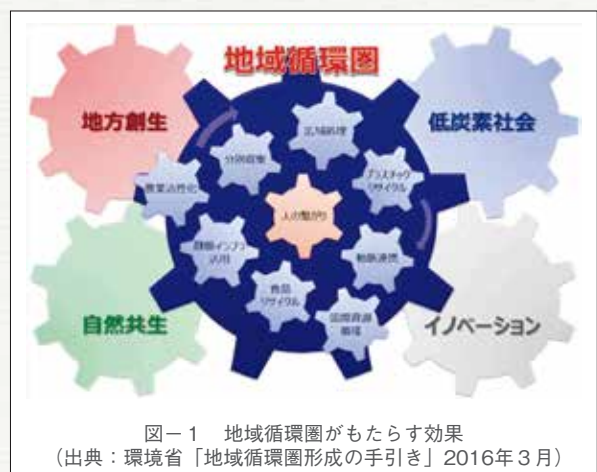 地域循環圏
地方創生
低炭素社会
広域処理
分別収集
プラスチック
リサイクル
産業活性化
人の繋がり
既存インフラ
活用
動脈連携
食品
リサイクル
国際資源
循環
自然共生
イノベーション
図－1　地域循環圏がもたらす効果
（出典：環境省「地域循環圏形成の手引き」2016年３月）